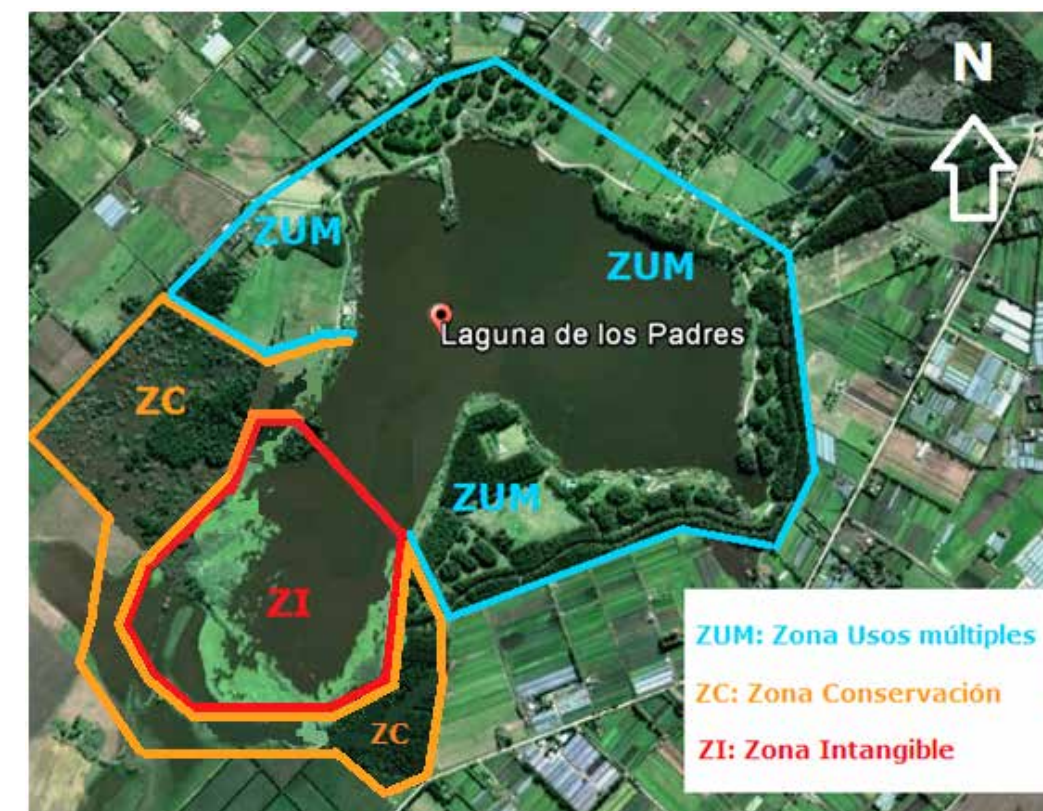 N
ZUM
ZUM
Laguna de los Padres
ZC
ZUM
ZI
ZC
ZUM: Zona Usos múltiples
ZC: Zona Conservación
ZI: Zona Intangible